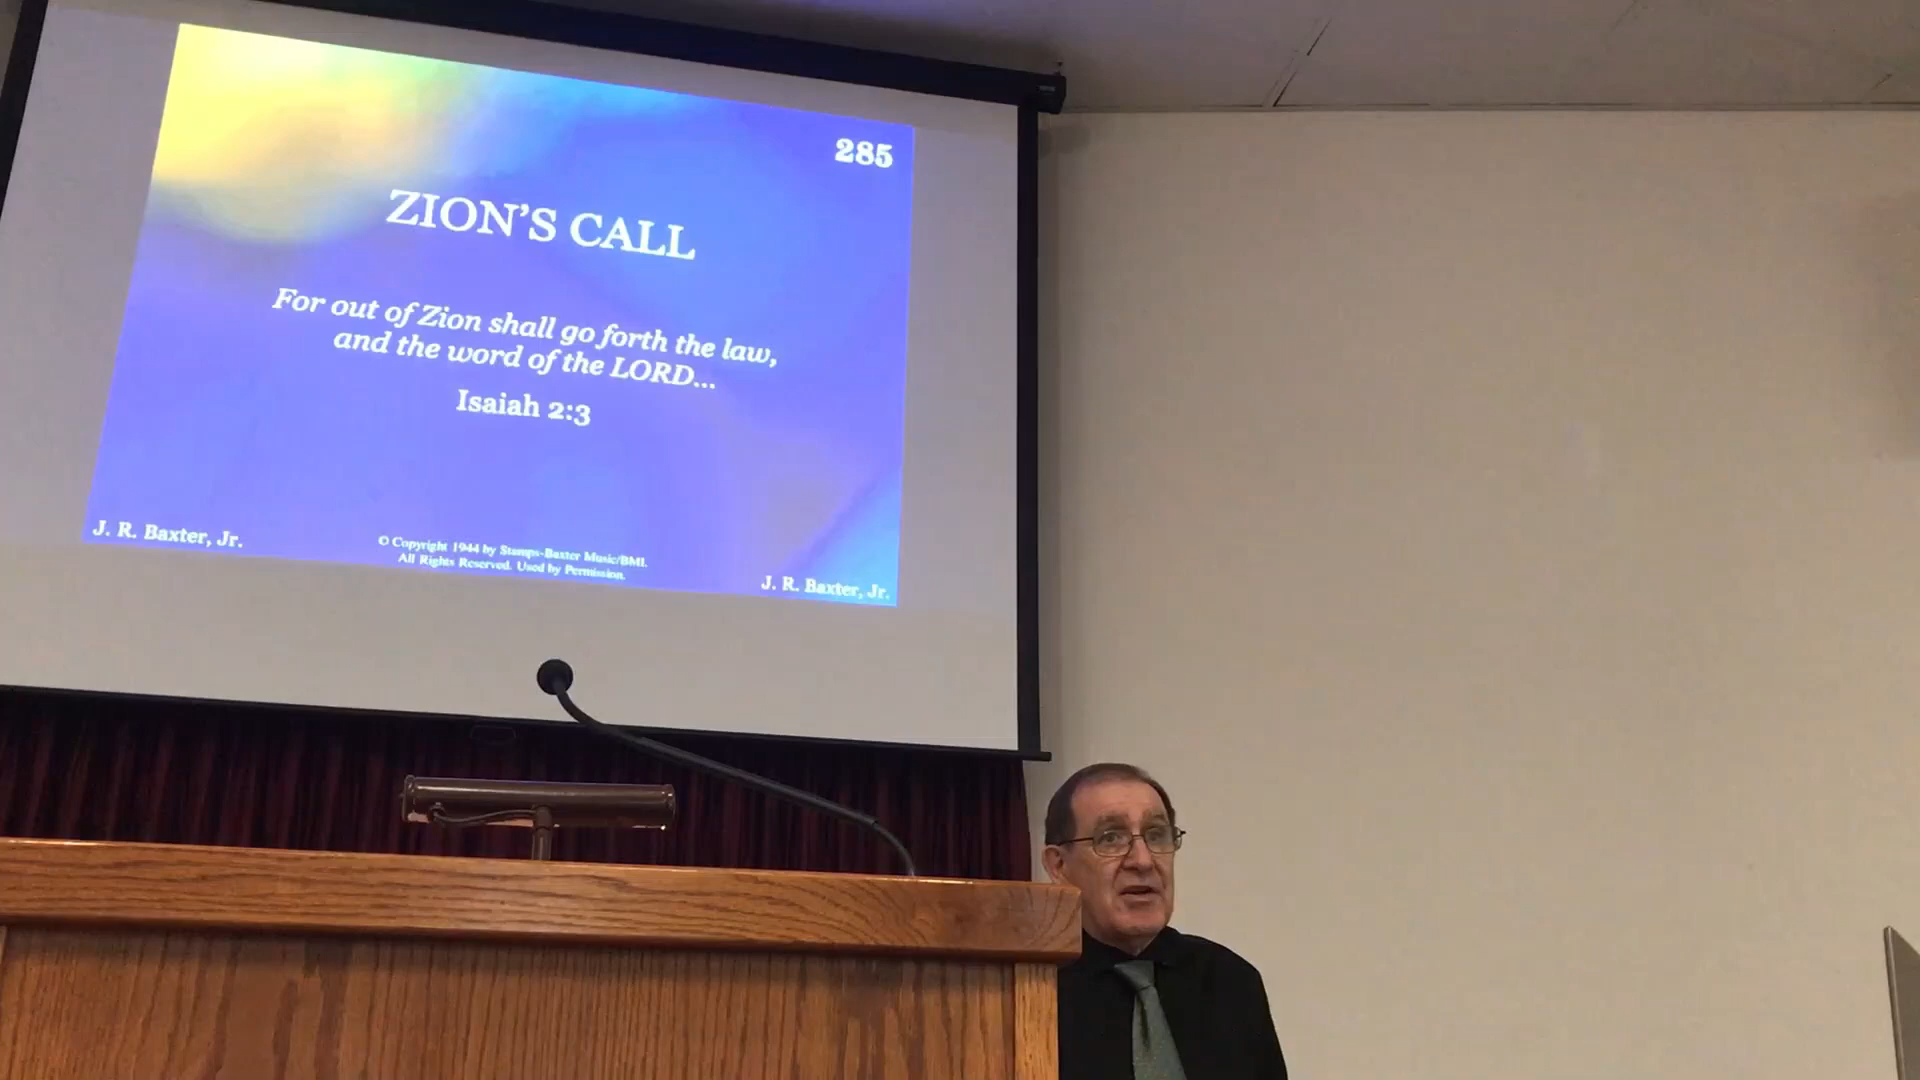 285
ZION'S CALL
For out of Zion shall go forth the law,
and the word of the LORD...
Isaiah 2:3
J. R. Baxter, Jr.
© Copyright 1944 by Stamps-Baxter Music/BMI.
All Rights Reserved. Used by Permission.
J. R. Baxter, Jr.